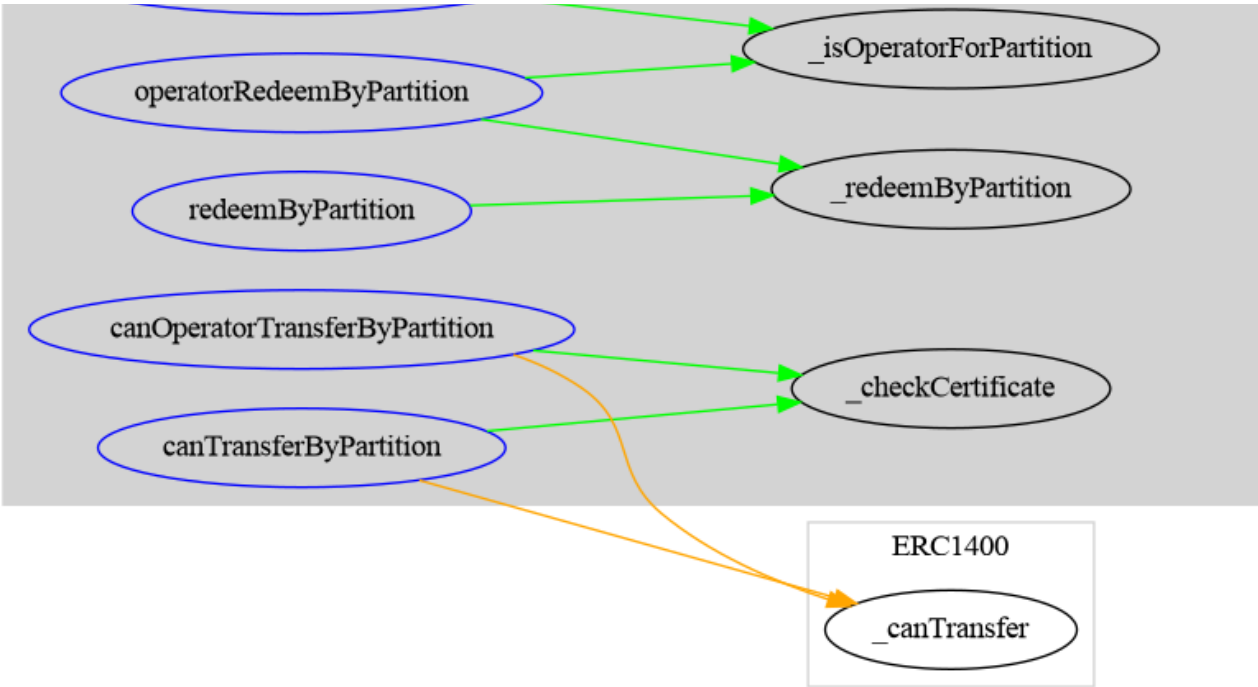 _isOperatorForPartition
operatorRedeemByPartition
_redeemByPartition
redeemByPartition
canOperatorTransferByPartition
_checkCertificate
canTransferByPartition
ERC1400
_canTransfer